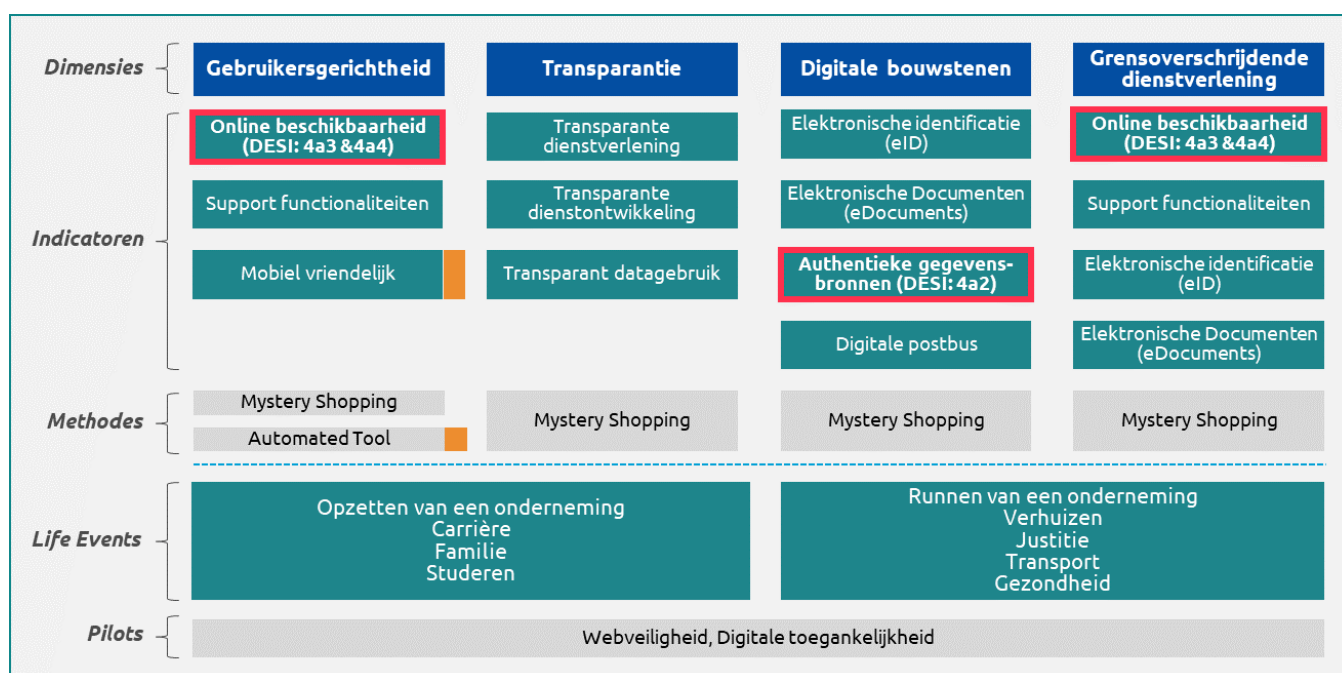 Dimensies
Gebruikersgerichtheid
Transparantie
Digitale bouwstenen
Grensoverschrijdende
dienstverlening
Indicatoren
Online beschikbaarheid
(DESI: 4a3 &4a4)
Transparante
dienstverlening
Elektronische identificatie
(eID)
Online beschikbaarheid
(DESI: 4a3 &4a4)
Support functionaliteiten
Transparante
dienstontwikkeling
Elektronische Documenten
(eDocuments)
Support functionaliteiten
Mobiel vriendelijk
Transparant datagebruik
Authentieke gegevens-
bronnen (DESI: 4a2)
Elektronische identificatie
(eID)
Digitale postbus
Elektronische Documenten
(eDocuments)
Methodes
Mystery Shopping
Automated Tool
Mystery Shopping
Mystery Shopping
Mystery Shopping
Life Events
Opzetten van een onderneming
Carrière
Familie
Studeren
Runnen van een onderneming
Verhuizen
Justitie
Transport
Gezondheid
Pilots
Webveiligheid, Digitale toegankelijkheid